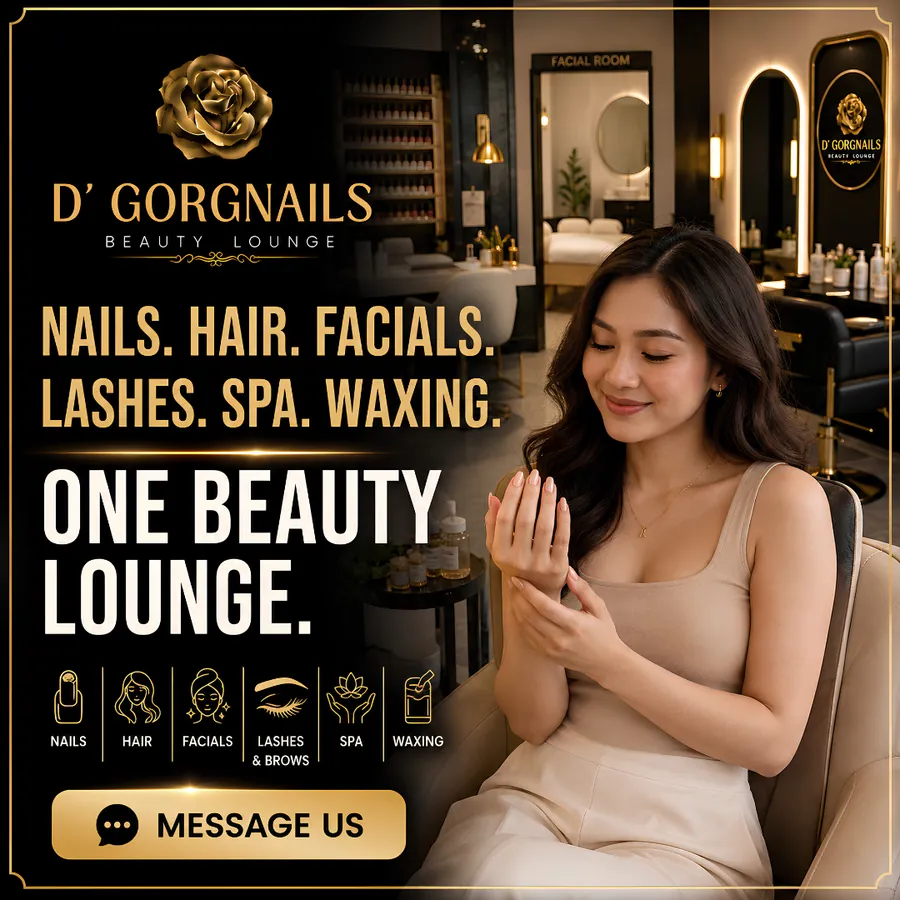 D' GORGNAILS
BEAUTY LOUNGE
NAILS. HAIR. FACIALS.
LASHES. SPA. WAXING.
ONE BEAUTY
LOUNGE.
NAILS
HAIR
FACIALS
LASHES
& BROWS
SPA
WAXING
MESSAGE US
FACIAL ROOM
D' GORGNAILS
BEAUTY LOUNGE